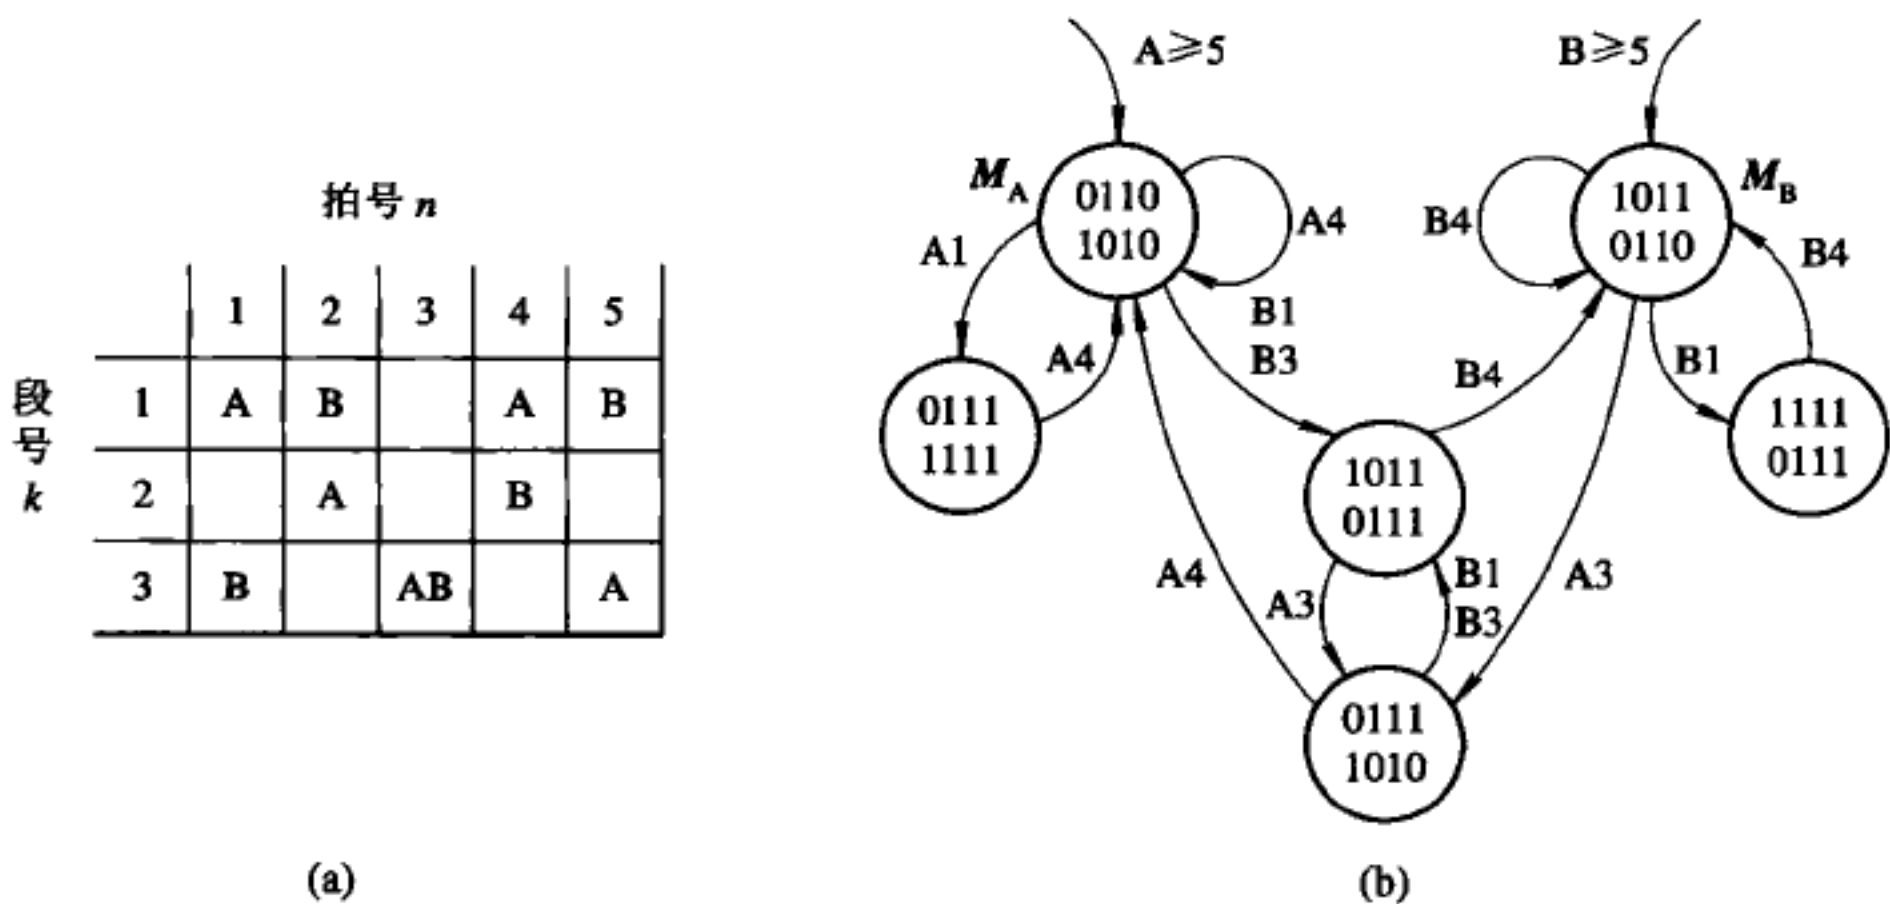 拍号 n
1 2 3 4 5
段号 k
1 A B A B
2 A B
3 B AB A
(a)
A≥5
B≥5
M_A
0110
1010
A4
A1
0111
1111
A4
B1
B3
1011
0111
A3
B1
B3
0111
1010
A4
B4
A3
B4
1011
0110
M_B
B4
B1
1111
0111
(b)